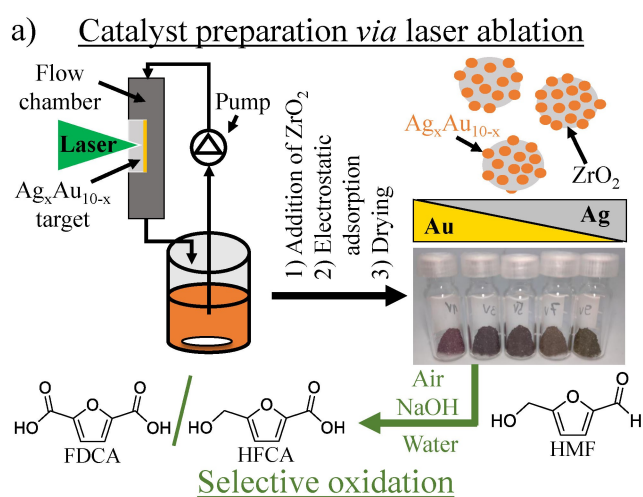 a) Catalyst preparation via laser ablation
Flow
chamber
Pump
Laser
AgxAu10-x
target
1) Addition of ZrO2
2) Electrostatic
adsorption
3) Drying
AgxAu10-x
ZrO2
Au
Ag
Air
NaOH
Water
HO
O
O
OH
FDCA
HO
O
O
OH
HFCA
HO
O
O
H
HMF
Selective oxidation